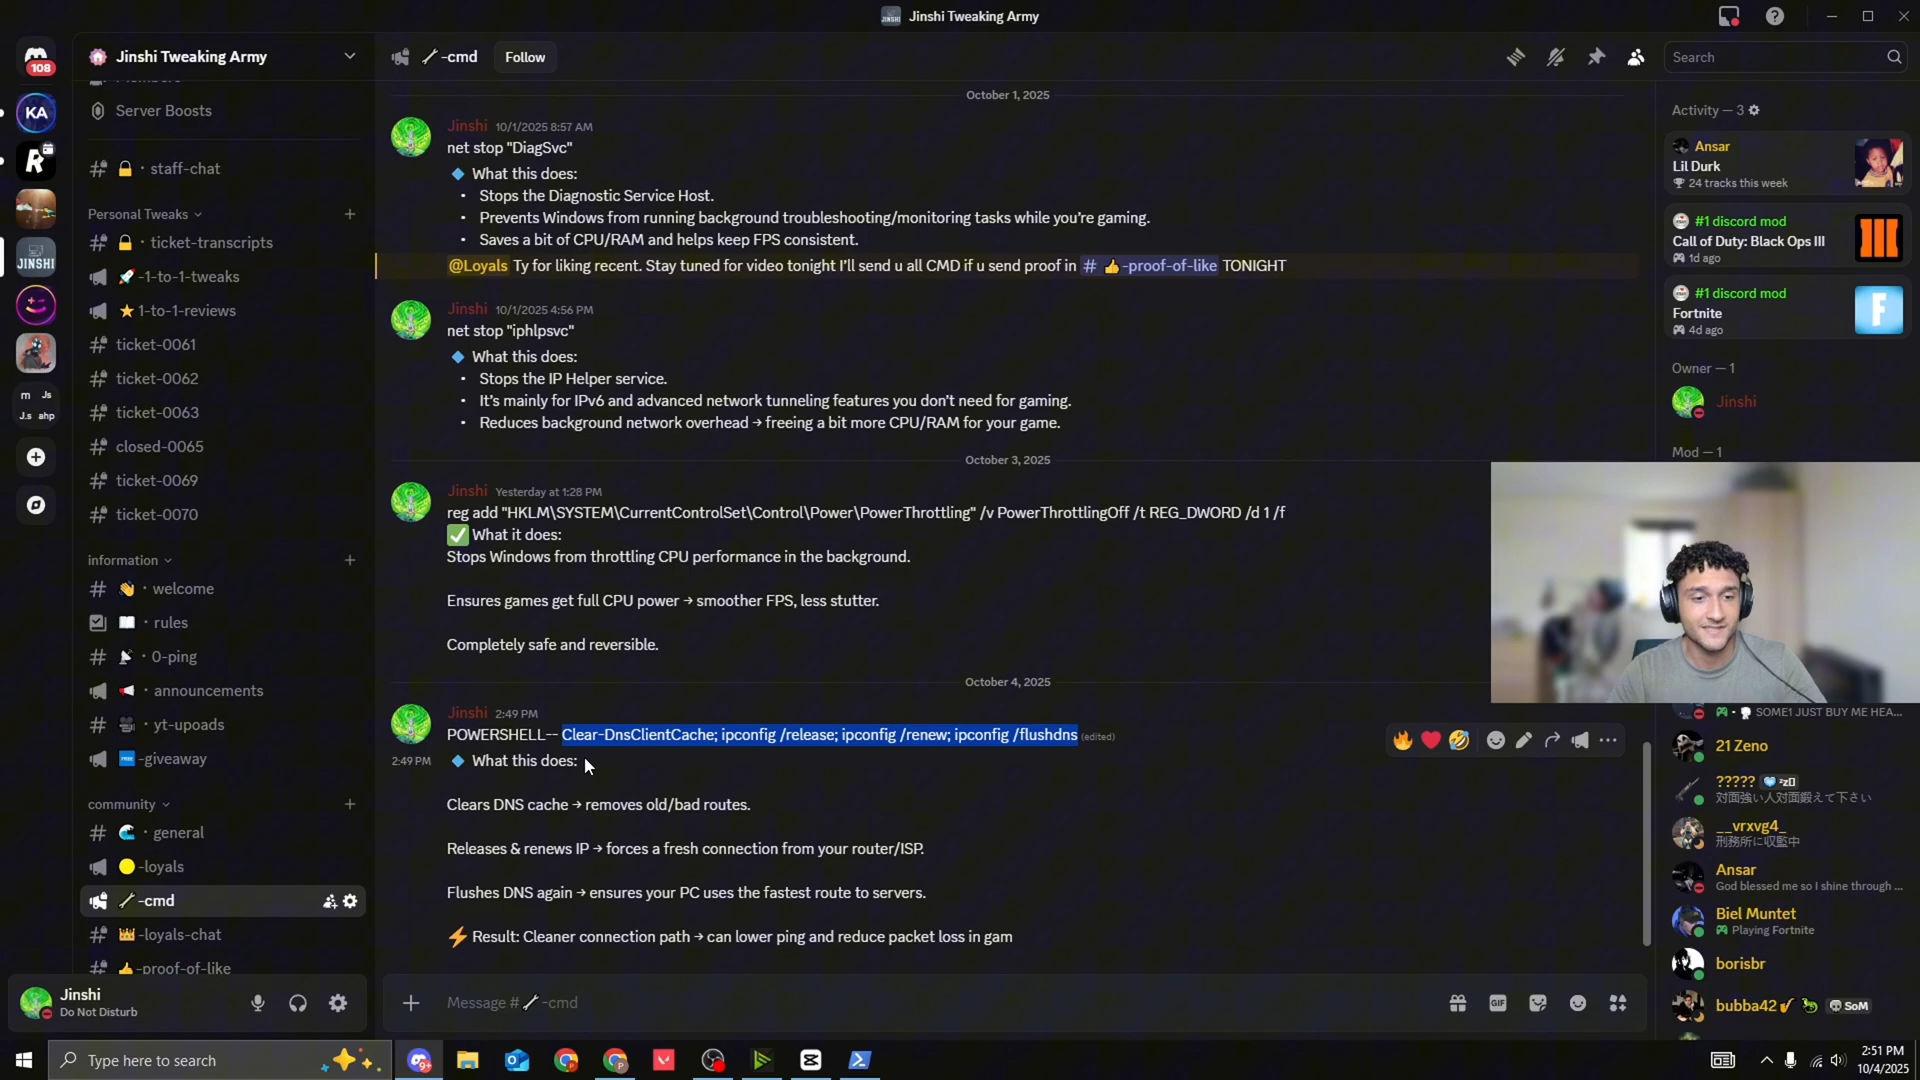 Jinshi Tweaking Army
108
KA
R
JINSHI
m Js
J.s ahp
Jinshi Tweaking Army
Members
Server Boosts
staff-chat
Personal Tweaks
ticket-transcripts
-1-to-1-tweaks
1-to-1-reviews
ticket-0061
ticket-0062
ticket-0063
closed-0065
ticket-0069
ticket-0070
information
welcome
rules
0-ping
announcements
yt-upoads
-giveaway
community
general
-loyals
-cmd
-loyals-chat
-proof-of-like
Jinshi
Do Not Disturb
-cmd
Follow
Search
October 1, 2025
Jinshi 10/1/2025 8:57 AM
net stop "DiagSvc"
🔹 What this does:
• Stops the Diagnostic Service Host.
• Prevents Windows from running background troubleshooting/monitoring tasks while you're gaming.
• Saves a bit of CPU/RAM and helps keep FPS consistent.
@Loyals Ty for liking recent. Stay tuned for video tonight I'll send u all CMD if u send proof in # 👍-proof-of-like TONIGHT
Jinshi 10/1/2025 4:56 PM
net stop "iphlpsvc"
🔹 What this does:
• Stops the IP Helper service.
• It's mainly for IPv6 and advanced network tunneling features you don't need for gaming.
• Reduces background network overhead → freeing a bit more CPU/RAM for your game.
October 3, 2025
Jinshi Yesterday at 1:28 PM
reg add "HKLM\SYSTEM\CurrentControlSet\Control\Power\PowerThrottling" /v PowerThrottlingOff /t REG_DWORD /d 1 /f
✅ What it does:
Stops Windows from throttling CPU performance in the background.
Ensures games get full CPU power → smoother FPS, less stutter.
Completely safe and reversible.
October 4, 2025
Jinshi 2:49 PM
POWERSHELL-- Clear-DnsClientCache; ipconfig /release; ipconfig /renew; ipconfig /flushdns (edited)
2:49 PM 🔹 What this does:
Clears DNS cache → removes old/bad routes.
Releases & renews IP → forces a fresh connection from your router/ISP.
Flushes DNS again → ensures your PC uses the fastest route to servers.
⚡ Result: Cleaner connection path → can lower ping and reduce packet loss in gam
Message # -cmd
GIF
Activity — 3
Ansar
Lil Durk
24 tracks this week
#1 discord mod
Call of Duty: Black Ops III
1d ago
#1 discord mod
Fortnite
4d ago
Owner — 1
Jinshi
Mod — 1
SOME1 JUST BUY ME HEA...
21 Zeno
?????
対面強い人対面鍛えて下さい
__vrxvg4_
刑務所に収監中
Ansar
God blessed me so I shine through ...
Biel Muntet
Playing Fortnite
borisbr
bubba42 SoM
Type here to search
9+
2:51 PM
10/4/2025